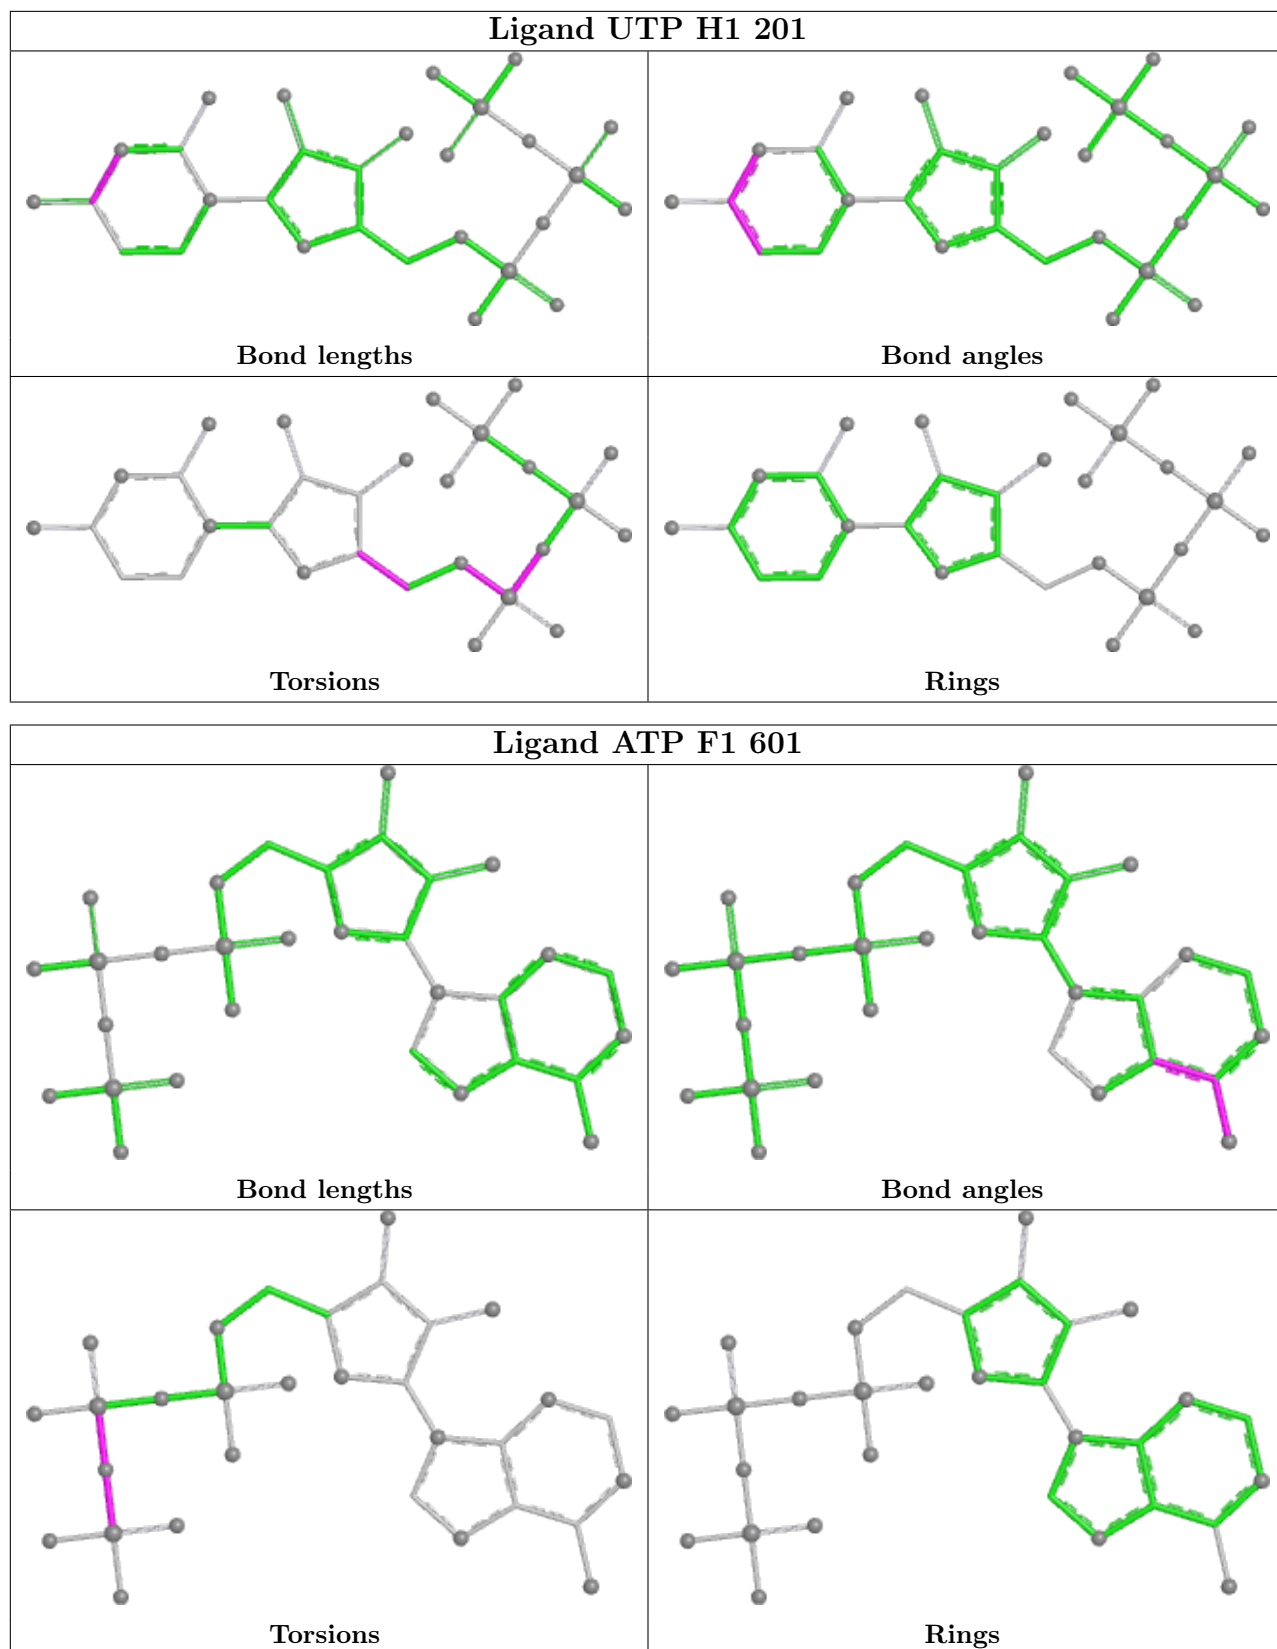 Ligand UTP H1 201
Bond lengths
Bond angles
Torsions
Rings
Ligand ATP F1 601
Bond lengths
Bond angles
Torsions
Rings